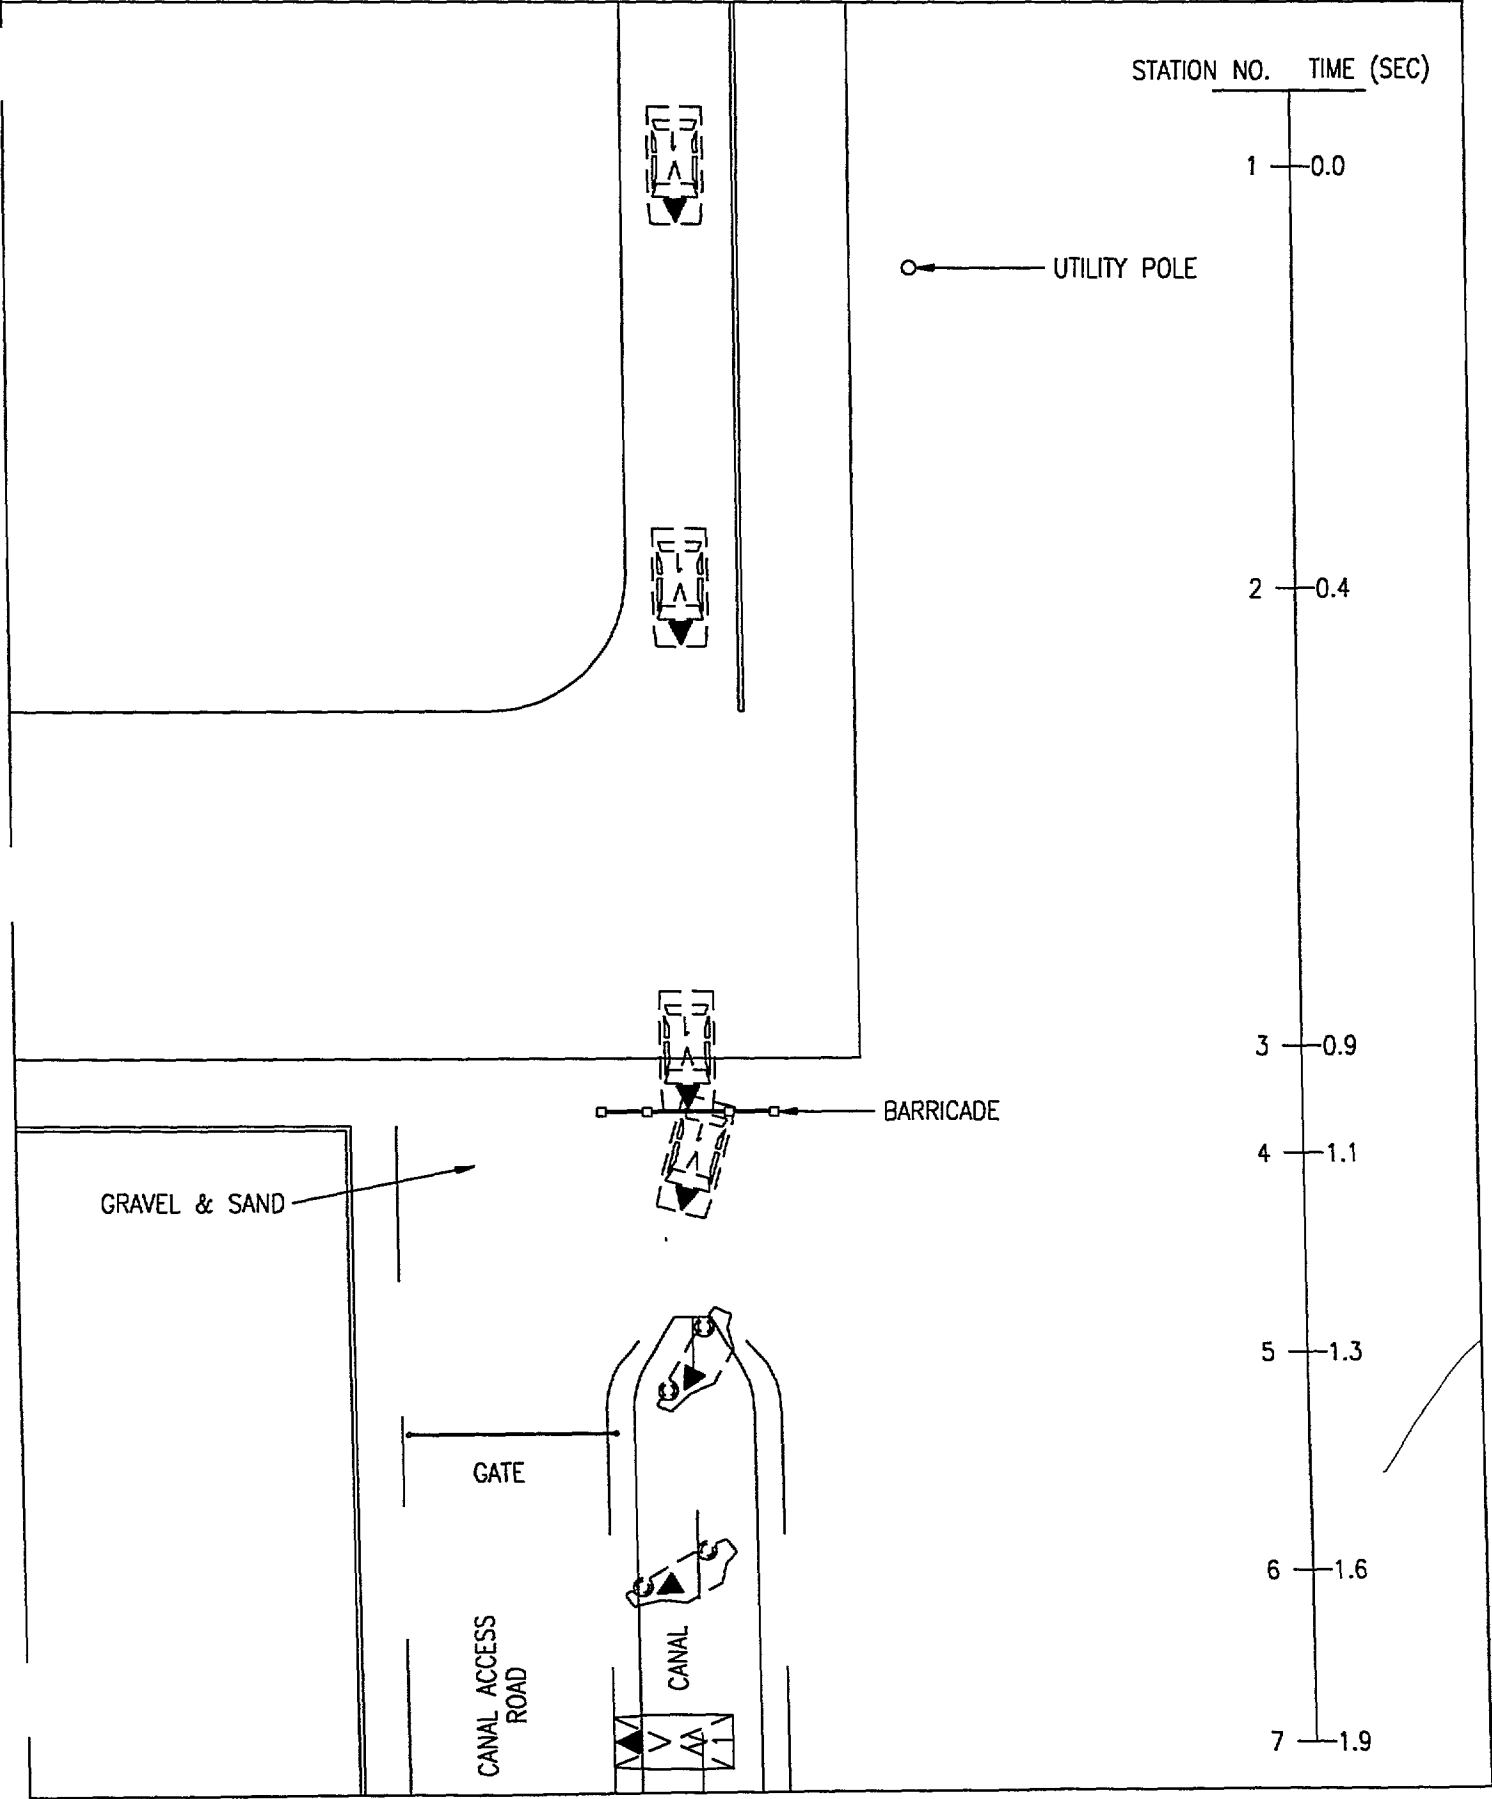 STATION NO. TIME (SEC)
1 0.0
UTILITY POLE
2 0.4
3 0.9
BARRICADE
4 1.1
GRAVEL & SAND
5 1.3
GATE
6 1.6
CANAL ACCESS
ROAD
CANAL
7 1.9